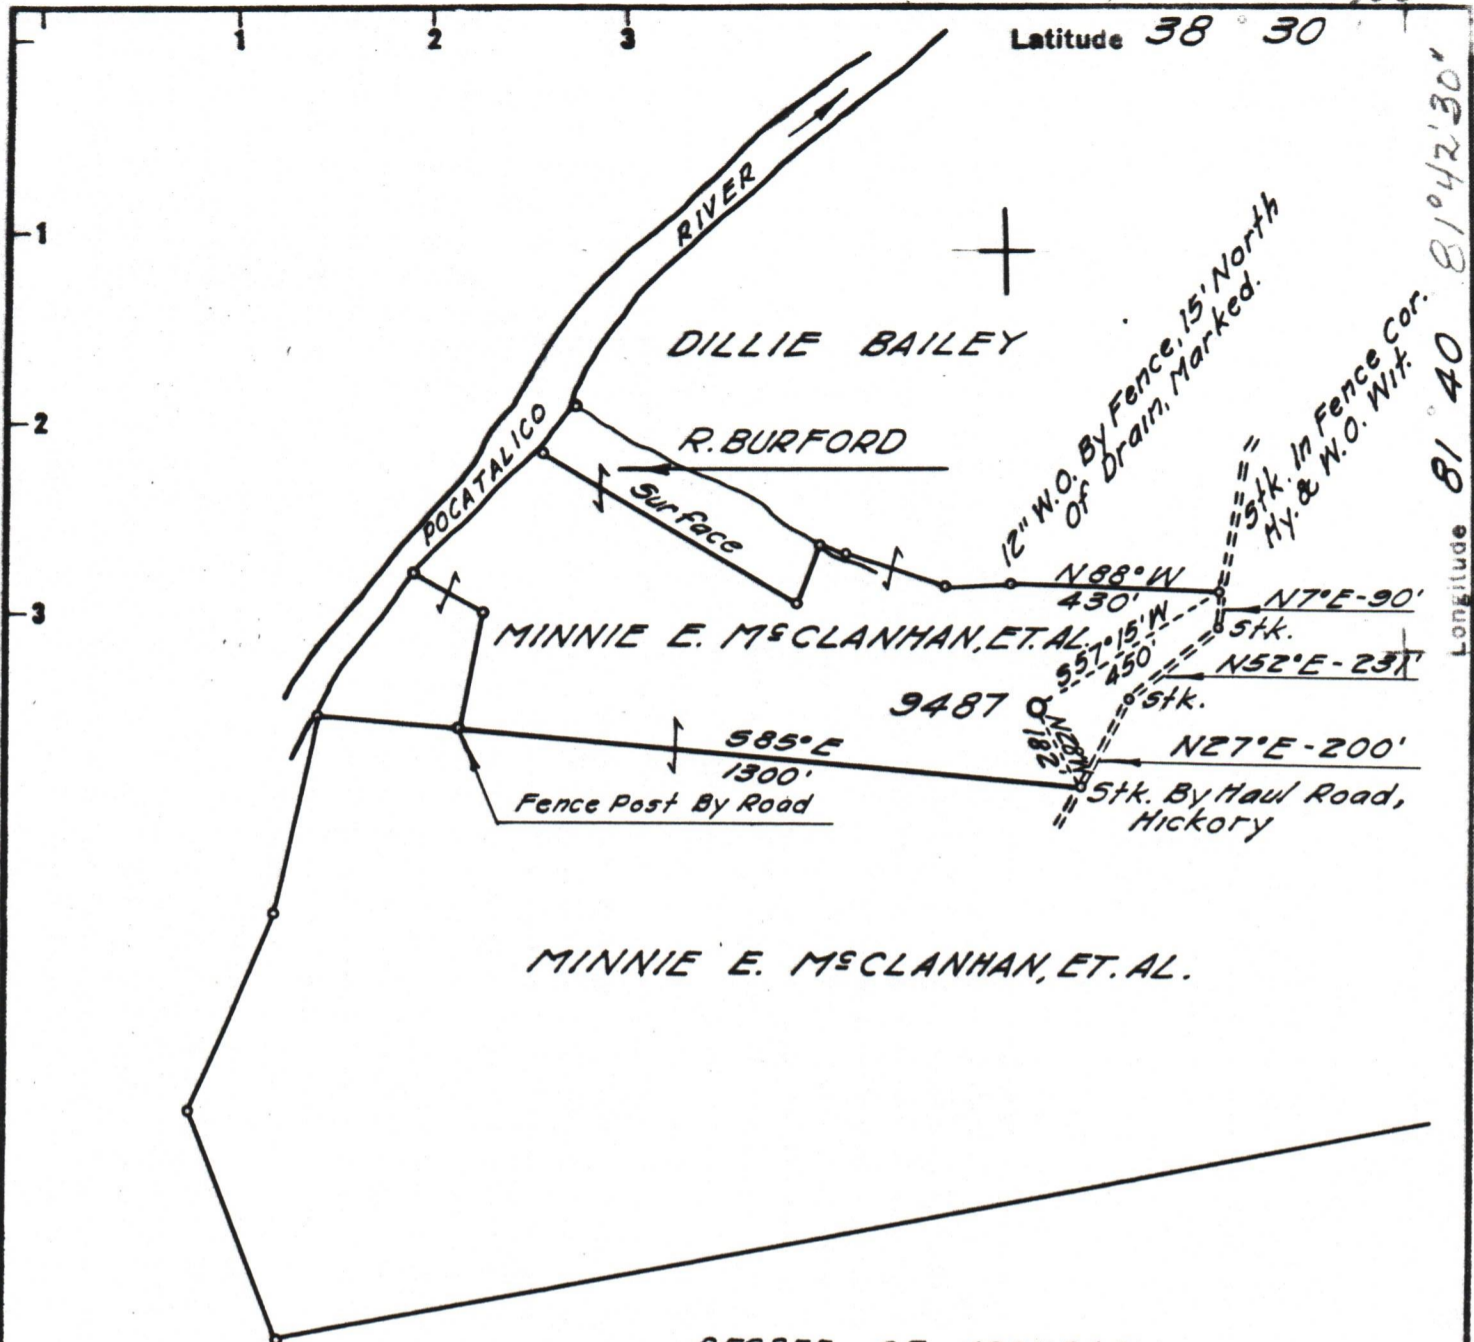 1 2 3
Latitude 38° 30
81°42'30"
Longitude 81° 40
1
2
3
POCATALICO RIVER
DILLIE BAILEY
R. BURFORD
Surface
12" W.O. By Fence, 15' North
Of Drain, Marked.
Stk. In Fence Cor.
Hy. & W.O. Wit.
N88°W
430'
N7°E-90'
Stk.
MINNIE E. McCLANHAN, ET. AL.
S57°15'W
450'
N52°E-231'
Stk.
9487
N27°E-200'
S85°E
1300'
Fence Post By Road
Stk. By Haul Road,
Hickory
MINNIE E. McCLANHAN, ET. AL.